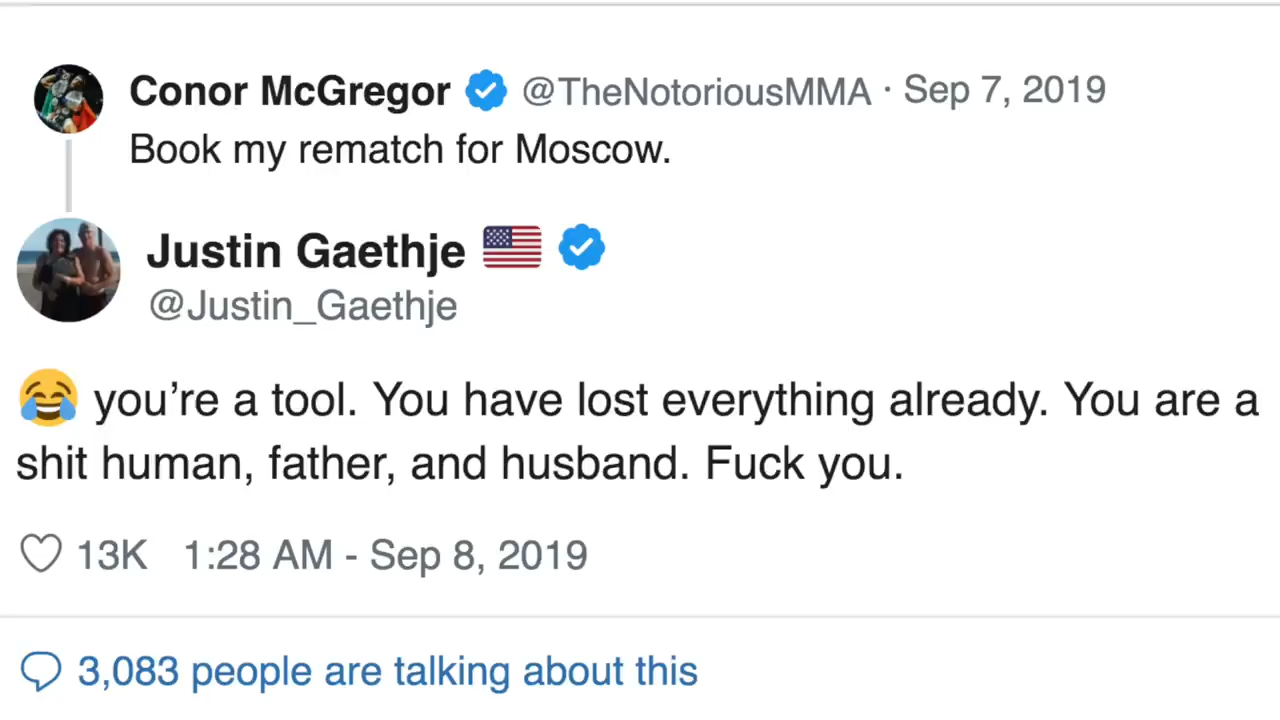 Conor McGregor @TheNotoriousMMA · Sep 7, 2019
Book my rematch for Moscow.
Justin Gaethje 🇺🇸
@Justin_Gaethje
😂 you’re a tool. You have lost everything already. You are a
shit human, father, and husband. Fuck you.
13K 1:28 AM - Sep 8, 2019
3,083 people are talking about this